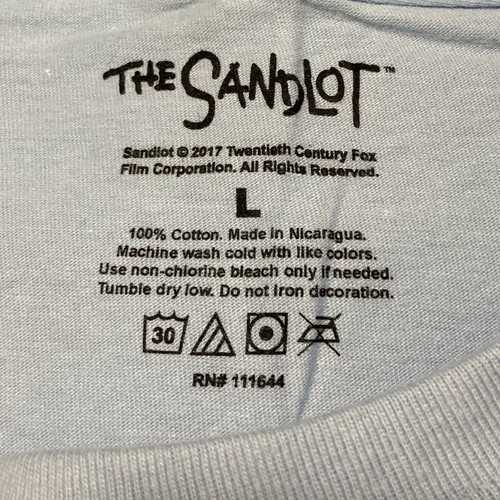 THE SANDLOT™
Sandlot © 2017 Twentieth Century Fox
Film Corporation. All Rights Reserved.
L
100% Cotton. Made in Nicaragua.
Machine wash cold with like colors.
Use non-chlorine bleach only if needed.
Tumble dry low. Do not iron decoration.
30
RN# 111644